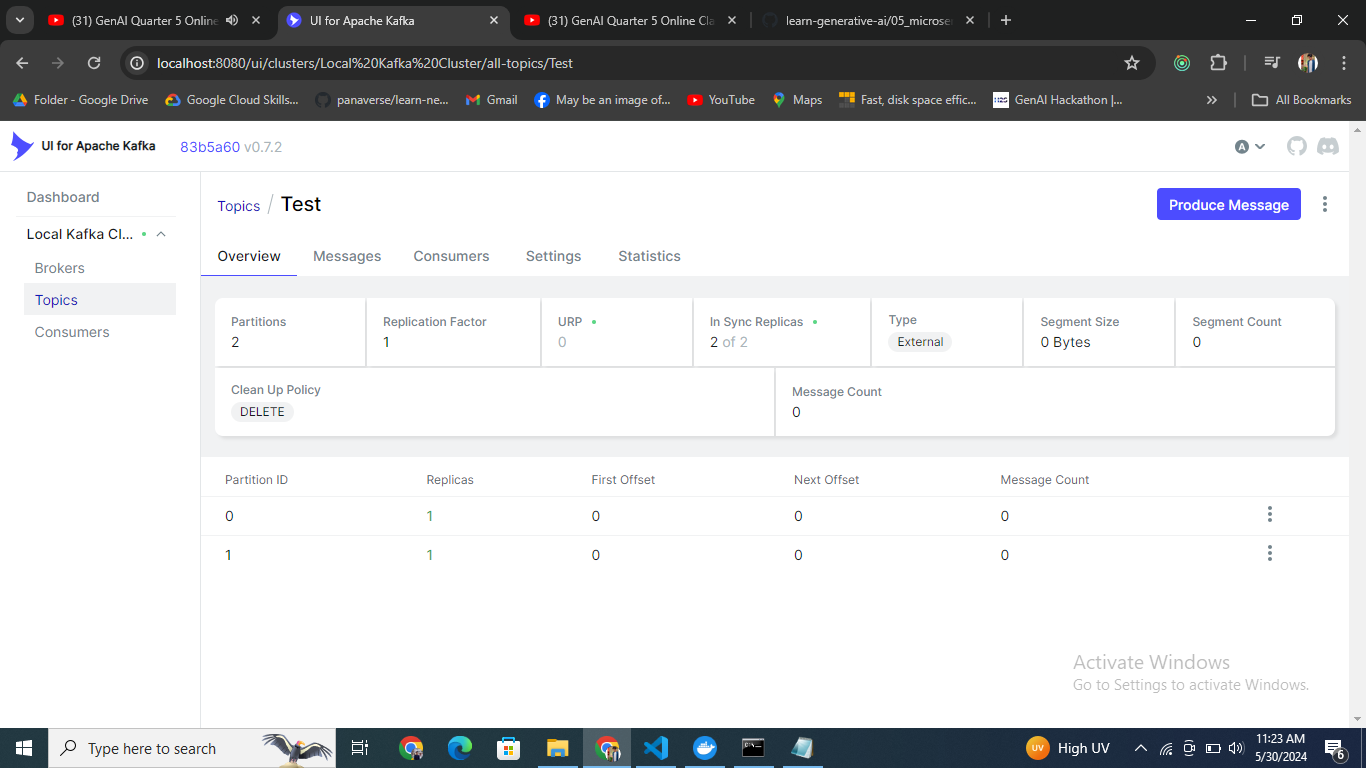 (31) GenAI Quarter 5 Online
UI for Apache Kafka
(31) GenAI Quarter 5 Online Cla
learn-generative-ai/05_microse
localhost:8080/ui/clusters/Local%20Kafka%20Cluster/all-topics/Test
Folder - Google Drive
Google Cloud Skills...
panaverse/learn-ne...
Gmail
May be an image of...
YouTube
Maps
Fast, disk space effic...
GenAI Hackathon |...
All Bookmarks
UI for Apache Kafka
83b5a60 v0.7.2
A
Dashboard
Local Kafka Cl...
Brokers
Topics
Consumers
Topics / Test
Produce Message
Overview Messages Consumers Settings Statistics
Partitions Replication Factor URP In Sync Replicas Type Segment Size Segment Count
2 1 0 2 of 2 External 0 Bytes 0
Clean Up Policy Message Count
DELETE 0
Partition ID Replicas First Offset Next Offset Message Count
0 1 0 0 0
1 1 0 0 0
Activate Windows
Go to Settings to activate Windows.
Type here to search
UV High UV
11:23 AM
5/30/2024
6